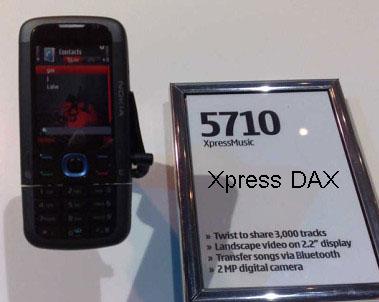 Contacts
NOKIA
5710
XpressMusic
Xpress DAX
» Twist to share 3,000 tracks
» Landscape video on 2.2" display
» Transfer songs via Bluetooth
» 2 MP digital camera